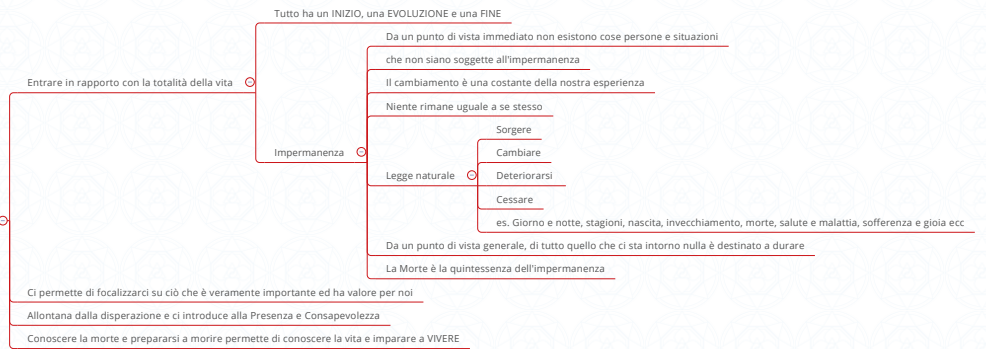 Tutto ha un INIZIO, una EVOLUZIONE e una FINE
Da un punto di vista immediato non esistono cose persone e situazioni
che non siano soggette all'impermanenza
Entrare in rapporto con la totalità della vita
Il cambiamento è una costante della nostra esperienza
Niente rimane uguale a se stesso
Sorgere
Impermanenza
Cambiare
Legge naturale
Deteriorarsi
Cessare
es. Giorno e notte, stagioni, nascita, invecchiamento, morte, salute e malattia, sofferenza e gioia ecc
Da un punto di vista generale, di tutto quello che ci sta intorno nulla è destinato a durare
La Morte è la quintessenza dell'impermanenza
Ci permette di focalizzarci su ciò che è veramente importante ed ha valore per noi
Allontana dalla disperazione e ci introduce alla Presenza e Consapevolezza
Conoscere la morte e prepararsi a morire permette di conoscere la vita e imparare a VIVERE